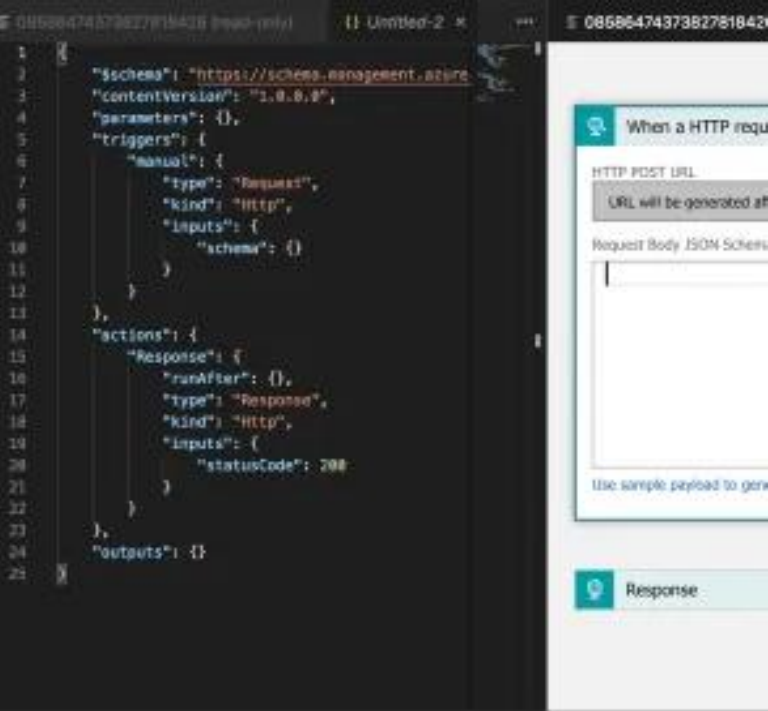 (read-only)
{} Untitled-2 × ...
1 {
2 "$schema": "https://schema.management.azure
3 "contentVersion": "1.0.0.0",
4 "parameters": {},
5 "triggers": {
6 "manual": {
7 "type": "Request",
8 "kind": "Http",
9 "inputs": {
10 "schema": {}
11 }
12 }
13 },
14 "actions": {
15 "Response": {
16 "runAfter": {},
17 "type": "Response",
18 "kind": "Http",
19 "inputs": {
20 "statusCode": 200
21 }
22 }
23 },
24 "outputs": {}
25 }
When a HTTP requ
HTTP POST URL
URL will be generated aft
Request Body JSON Schema
Use sample payload to gene
Response